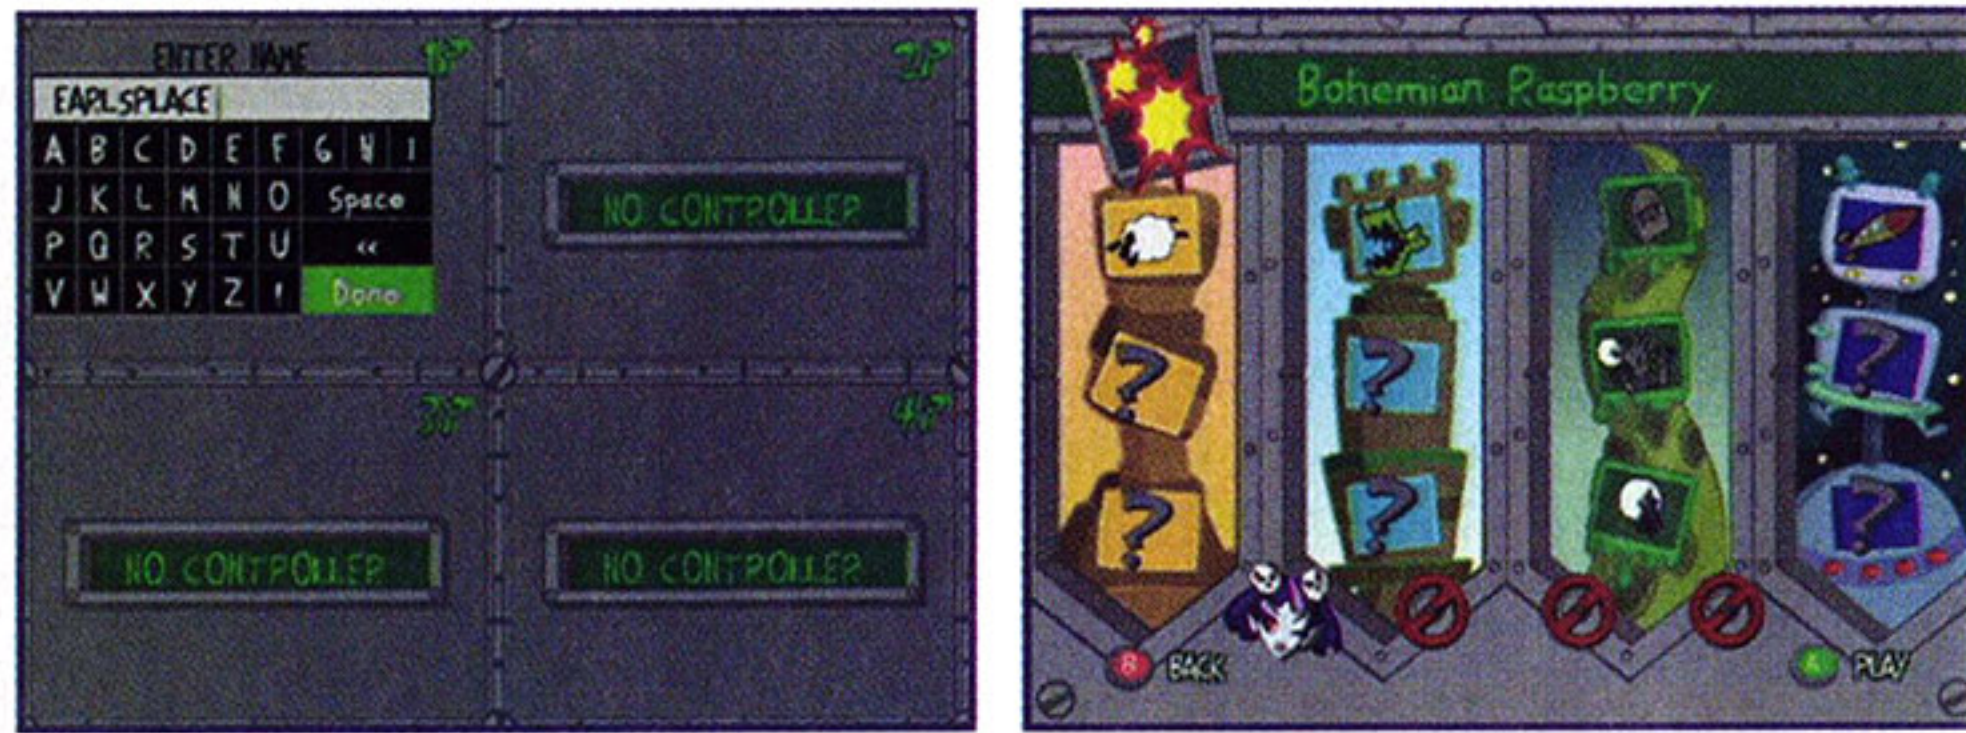 ENTER NAME
1P
EARLSPLACE
A B C D E F G H I
J K L M N O Space
P Q R S T U <<
V W X Y Z ' Done
2P
NO CONTROLLER
3P
NO CONTROLLER
4P
NO CONTROLLER
Bohemian Raspberry
?
?
?
?
?
?
B BACK
A PLAY